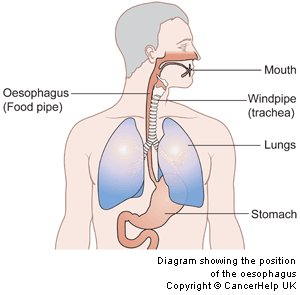 Mouth
Oesophagus
(Food pipe)
Windpipe
(trachea)
Lungs
Stomach
Diagram showing the position
of the oesophagus
Copyright © CancerHelp UK